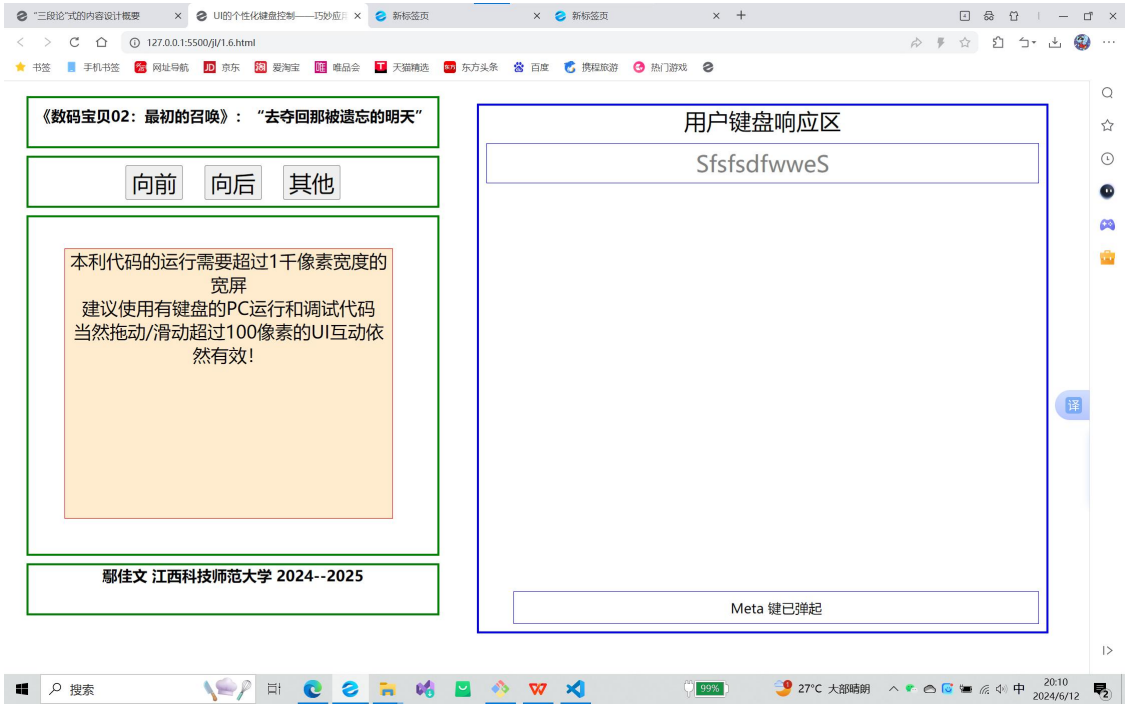 “三段论”式的内容设计概要
UI的个性化键盘控制——巧妙应用
新标签页
新标签页
127.0.0.1:5500/jl/1.6.html
书签 手机书签 网址导航 京东 爱淘宝 唯品会 天猫精选 东方头条 百度 携程旅游 热门游戏
《数码宝贝02：最初的召唤》：“去夺回那被遗忘的明天”
向前 向后 其他
本利代码的运行需要超过1千像素宽度的
宽屏
建议使用有键盘的PC运行和调试代码
当然拖动/滑动超过100像素的UI互动依
然有效！
鄢佳文 江西科技师范大学 2024--2025
用户键盘响应区
SfsfsdfwweS
Meta 键已弹起
译
搜索
99%
27°C 大部晴朗
中
20:10
2024/6/12
2